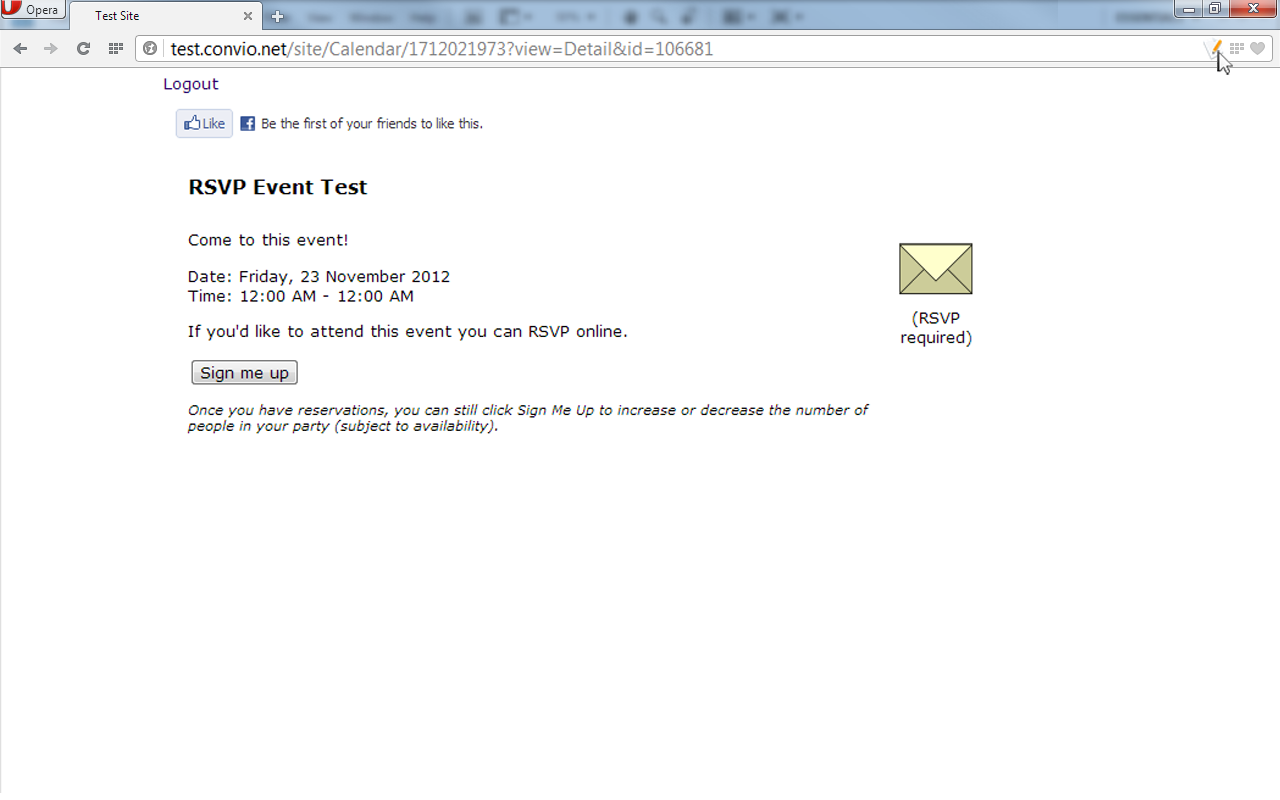 Opera
Test Site
View Window Help
test.convio.net/site/Calendar/1712021973?view=Detail&id=106681
Logout
Like
Be the first of your friends to like this.
RSVP Event Test
Come to this event!
Date: Friday, 23 November 2012
Time: 12:00 AM - 12:00 AM
If you'd like to attend this event you can RSVP online.
(RSVP
required)
Sign me up
Once you have reservations, you can still click Sign Me Up to increase or decrease the number of
people in your party (subject to availability).